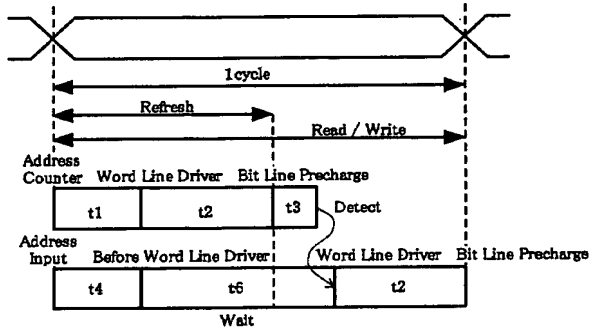 1cycle
Refresh
Read / Write
Address Counter
Word Line Driver
Bit Line Precharge
t1
t2
t3
Detect
Address Input
Before Word Line Driver
Word Line Driver
Bit Line Precharge
t4
t6
t2
Wait